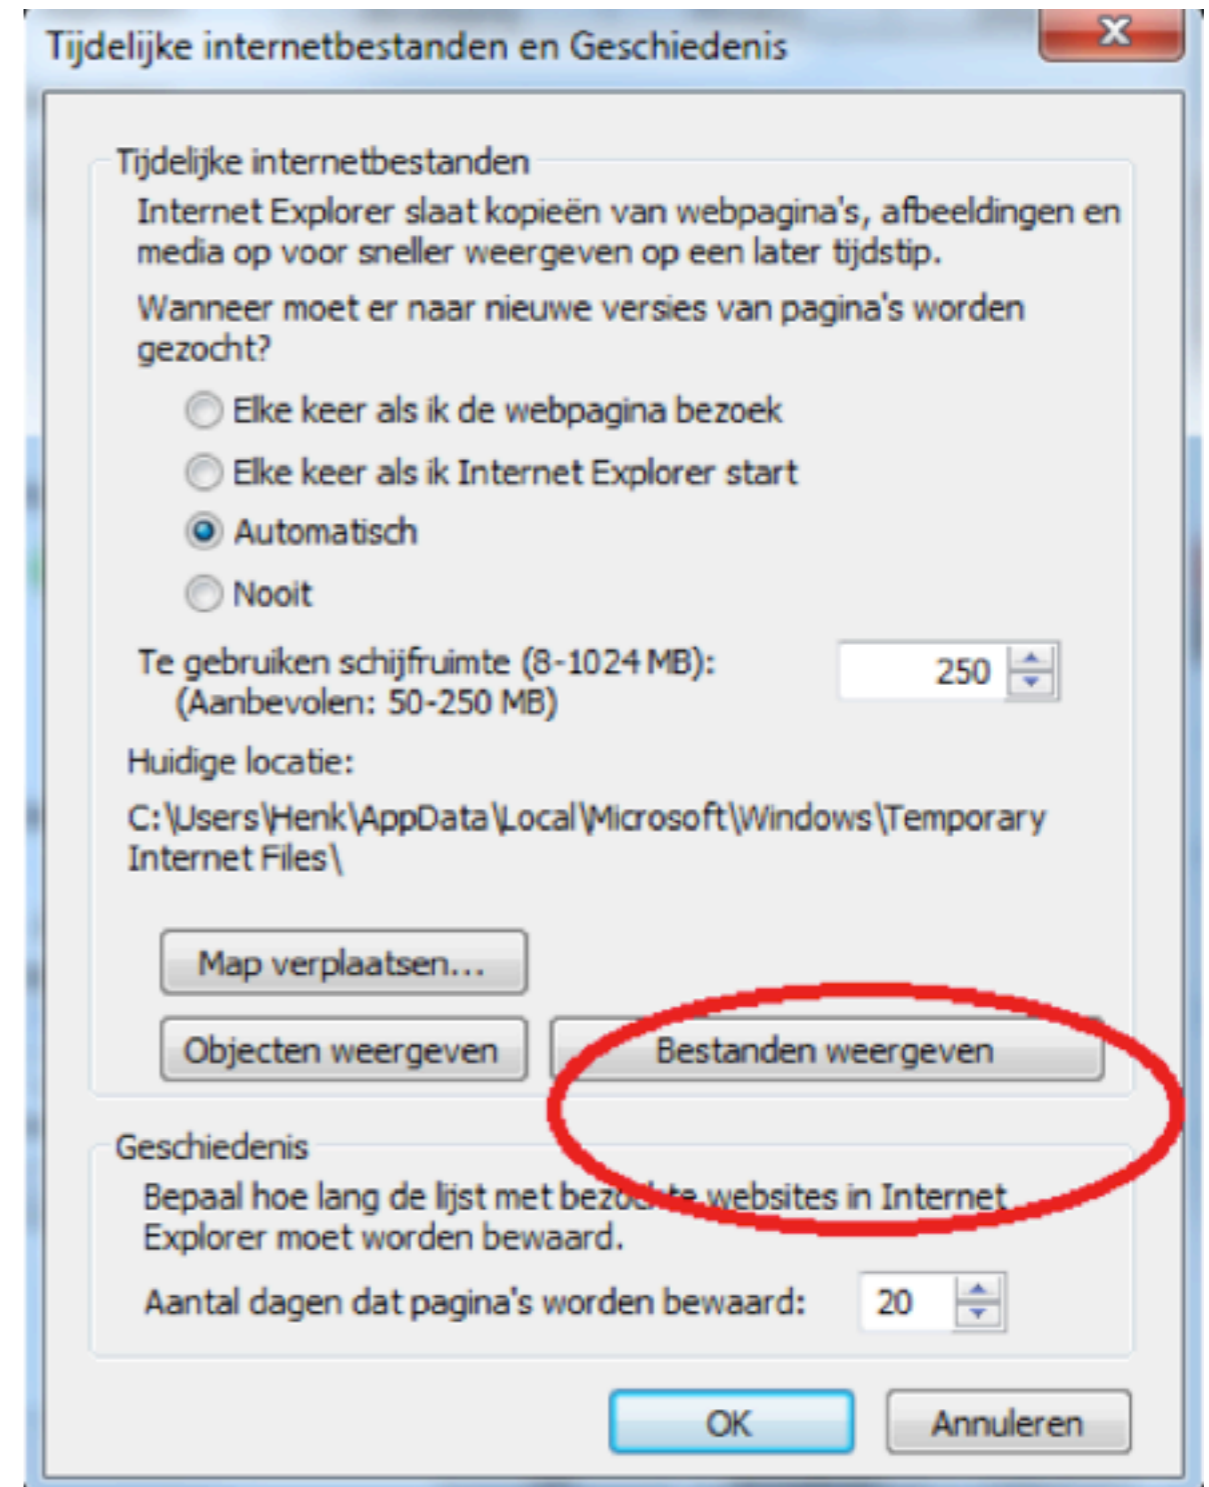 Tijdelijke internetbestanden en Geschiedenis
Tijdelijke internetbestanden
Internet Explorer slaat kopieën van webpagina's, afbeeldingen en
media op voor sneller weergeven op een later tijdstip.
Wanneer moet er naar nieuwe versies van pagina's worden
gezocht?
Elke keer als ik de webpagina bezoek
Elke keer als ik Internet Explorer start
Automatisch
Nooit
Te gebruiken schijfruimte (8-1024 MB): 250
(Aanbevolen: 50-250 MB)
Huidige locatie:
C:\Users\Henk\AppData\Local\Microsoft\Windows\Temporary
Internet Files\
Map verplaatsen...
Objecten weergeven Bestanden weergeven
Geschiedenis
Bepaal hoe lang de lijst met bezochte websites in Internet
Explorer moet worden bewaard.
Aantal dagen dat pagina's worden bewaard: 20
OK Annuleren